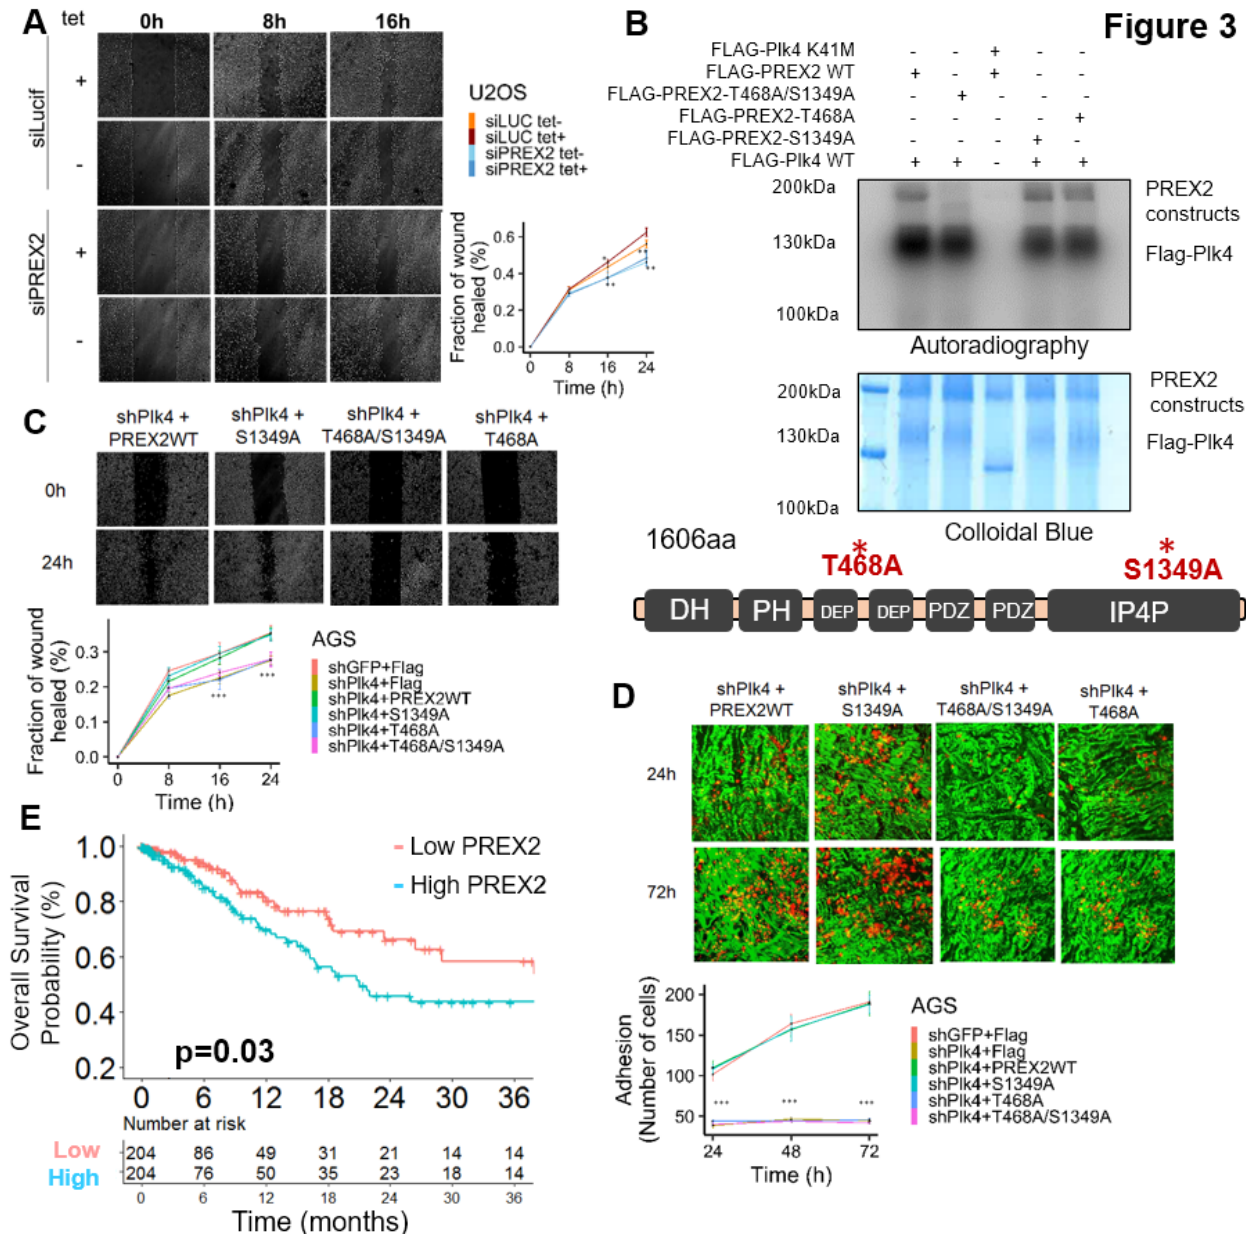 Figure 3
A
tet
0h
8h
16h
siLucif
+
-
siPREX2
+
-
U2OS
siLUC tet-
siLUC tet+
siPREX2 tet-
siPREX2 tet+
Fraction of wound
healed (%)
0.6
0.4
0.2
0.0
*
**
**
**
0 8 16 24
Time (h)
B
FLAG-Plk4 K41M - - + - -
FLAG-PREX2 WT + - + - -
FLAG-PREX2-T468A/S1349A - + - - -
FLAG-PREX2-T468A - - - - +
FLAG-PREX2-S1349A - - - + -
FLAG-Plk4 WT + + - + +
200kDa
130kDa
100kDa
PREX2
constructs
Flag-Plk4
Autoradiography
200kDa
130kDa
100kDa
PREX2
constructs
Flag-Plk4
Colloidal Blue
1606aa
*
T468A
*
S1349A
DH PH DEP DEP PDZ PDZ IP4P
C
shPlk4 +
PREX2WT
shPlk4 +
S1349A
shPlk4 +
T468A/S1349A
shPlk4 +
T468A
0h
24h
Fraction of wound
healed (%)
0.3
0.2
0.1
0.0
***
***
0 8 16 24
Time (h)
AGS
shGFP+Flag
shPlk4+Flag
shPlk4+PREX2WT
shPlk4+S1349A
shPlk4+T468A
shPlk4+T468A/S1349A
D
shPlk4 +
PREX2WT
shPlk4 +
S1349A
shPlk4 +
T468A/S1349A
shPlk4 +
T468A
24h
72h
Adhesion
(Number of cells)
200
150
100
50
***
***
***
24 48 72
Time (h)
AGS
shGFP+Flag
shPlk4+Flag
shPlk4+PREX2WT
shPlk4+S1349A
shPlk4+T468A
shPlk4+T468A/S1349A
E
Overall Survival
Probability (%)
1.0
0.8
0.6
0.4
0.2
Low PREX2
High PREX2
p=0.03
0 6 12 18 24 30 36
Number at risk
Low 204 86 49 31 21 14 14
High 204 76 50 35 23 18 14
0 6 12 18 24 30 36
Time (months)